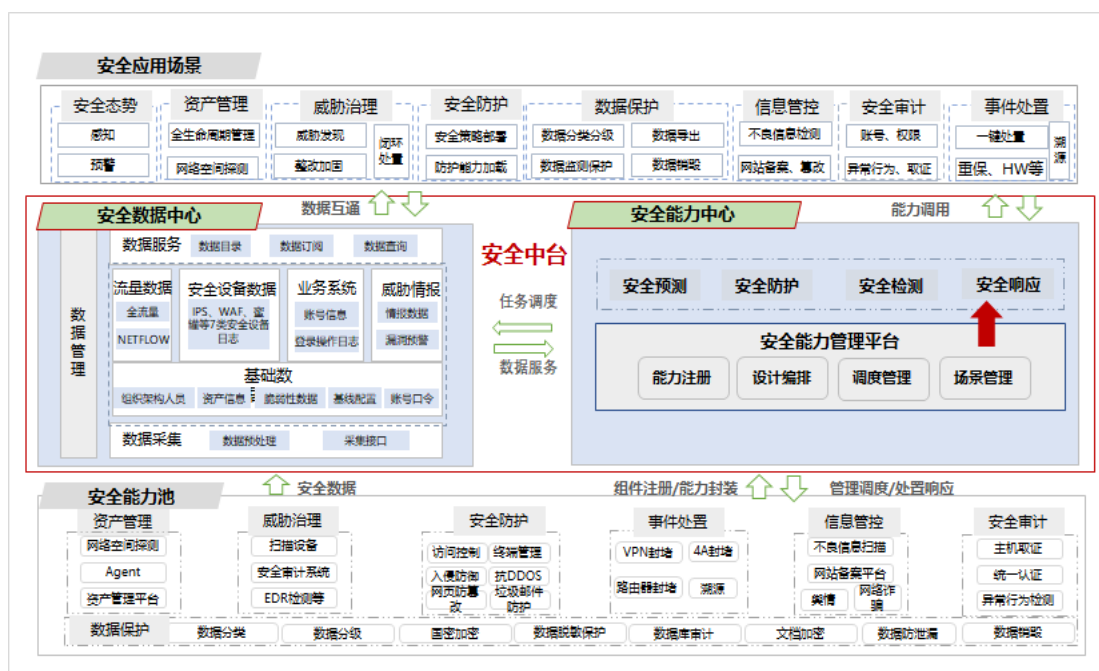 安全应用场景
安全态势
感知
预警
资产管理
全生命周期管理
网络空间探测
威胁治理
威胁发现
整改加固
闭环
处置
安全防护
安全策略部署
防护能力加载
数据保护
数据分类分级
数据导出
数据监测保护
数据销毁
信息管控
不良信息检测
网站备案、篡改
安全审计
账号、权限
异常行为、取证
事件处置
一键处置
重保、HW等
溯
源
数据互通
能力调用
安全数据中心
数
据
管
理
数据服务
数据目录
数据订阅
数据查询
流量数据
全流量
NETFLOW
安全设备数据
IPS、WAF、蜜
罐等7类安全设备
日志
业务系统
账号信息
登录操作日志
威胁情报
情报数据
漏洞预警
基础数
组织架构人员
资产信息
脆弱性数据
基线配置
账号口令
数据采集
数据预处理
采集接口
安全中台
任务调度
数据服务
安全能力中心
安全预测
安全防护
安全检测
安全响应
安全能力管理平台
能力注册
设计编排
调度管理
场景管理
安全数据
组件注册/能力封装
管理调度/处置响应
安全能力池
资产管理
网络空间探测
Agent
资产管理平台
威胁治理
扫描设备
安全审计系统
EDR检测等
安全防护
访问控制
终端管理
入侵防御
抗DDOS
网页防篡
改
垃圾邮件
防护
事件处置
VPN封堵
4A封堵
路由器封堵
溯源
信息管控
不良信息扫描
网站备案平台
舆情
网络诈
骗
安全审计
主机取证
统一认证
异常行为检测
数据保护
数据分类
数据分级
国密加密
数据脱敏保护
数据库审计
文档加密
数据防泄漏
数据销毁